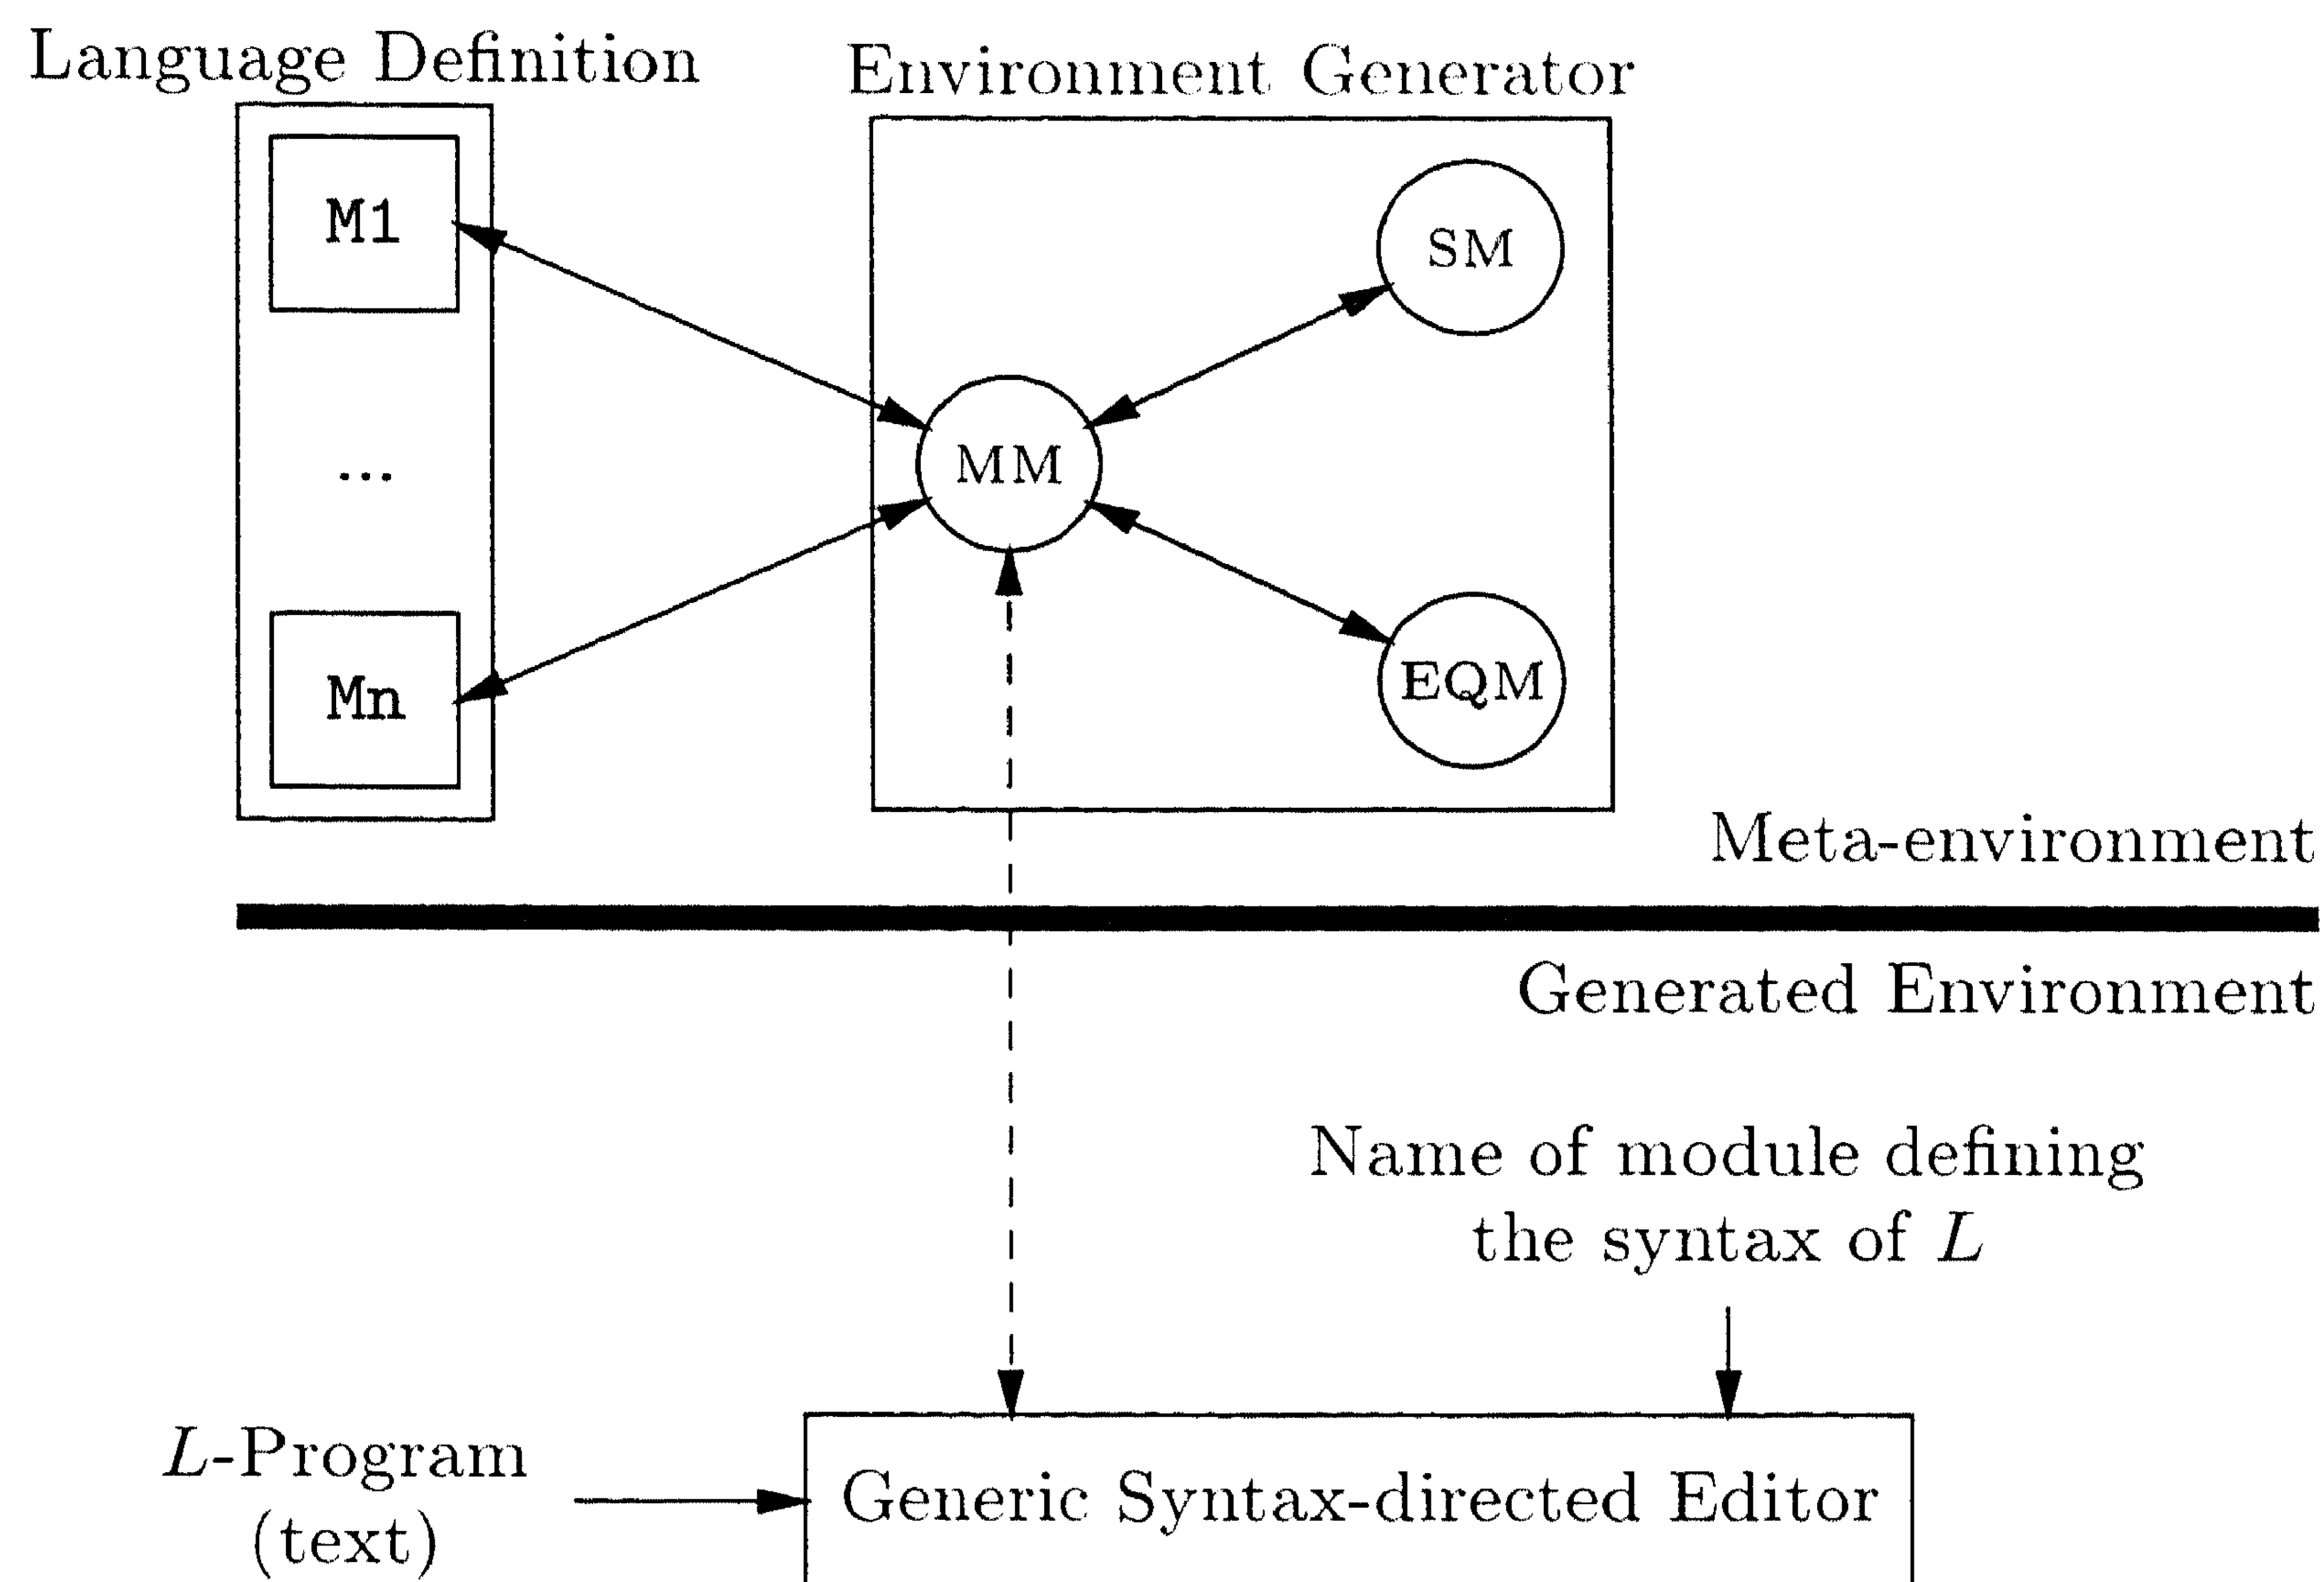 Language Definition
Environment Generator
M1
SM
MM
...
Mn
EQM
Meta-environment
Generated Environment
Name of module defining
the syntax of L
L-Program
(text)
Generic Syntax-directed Editor